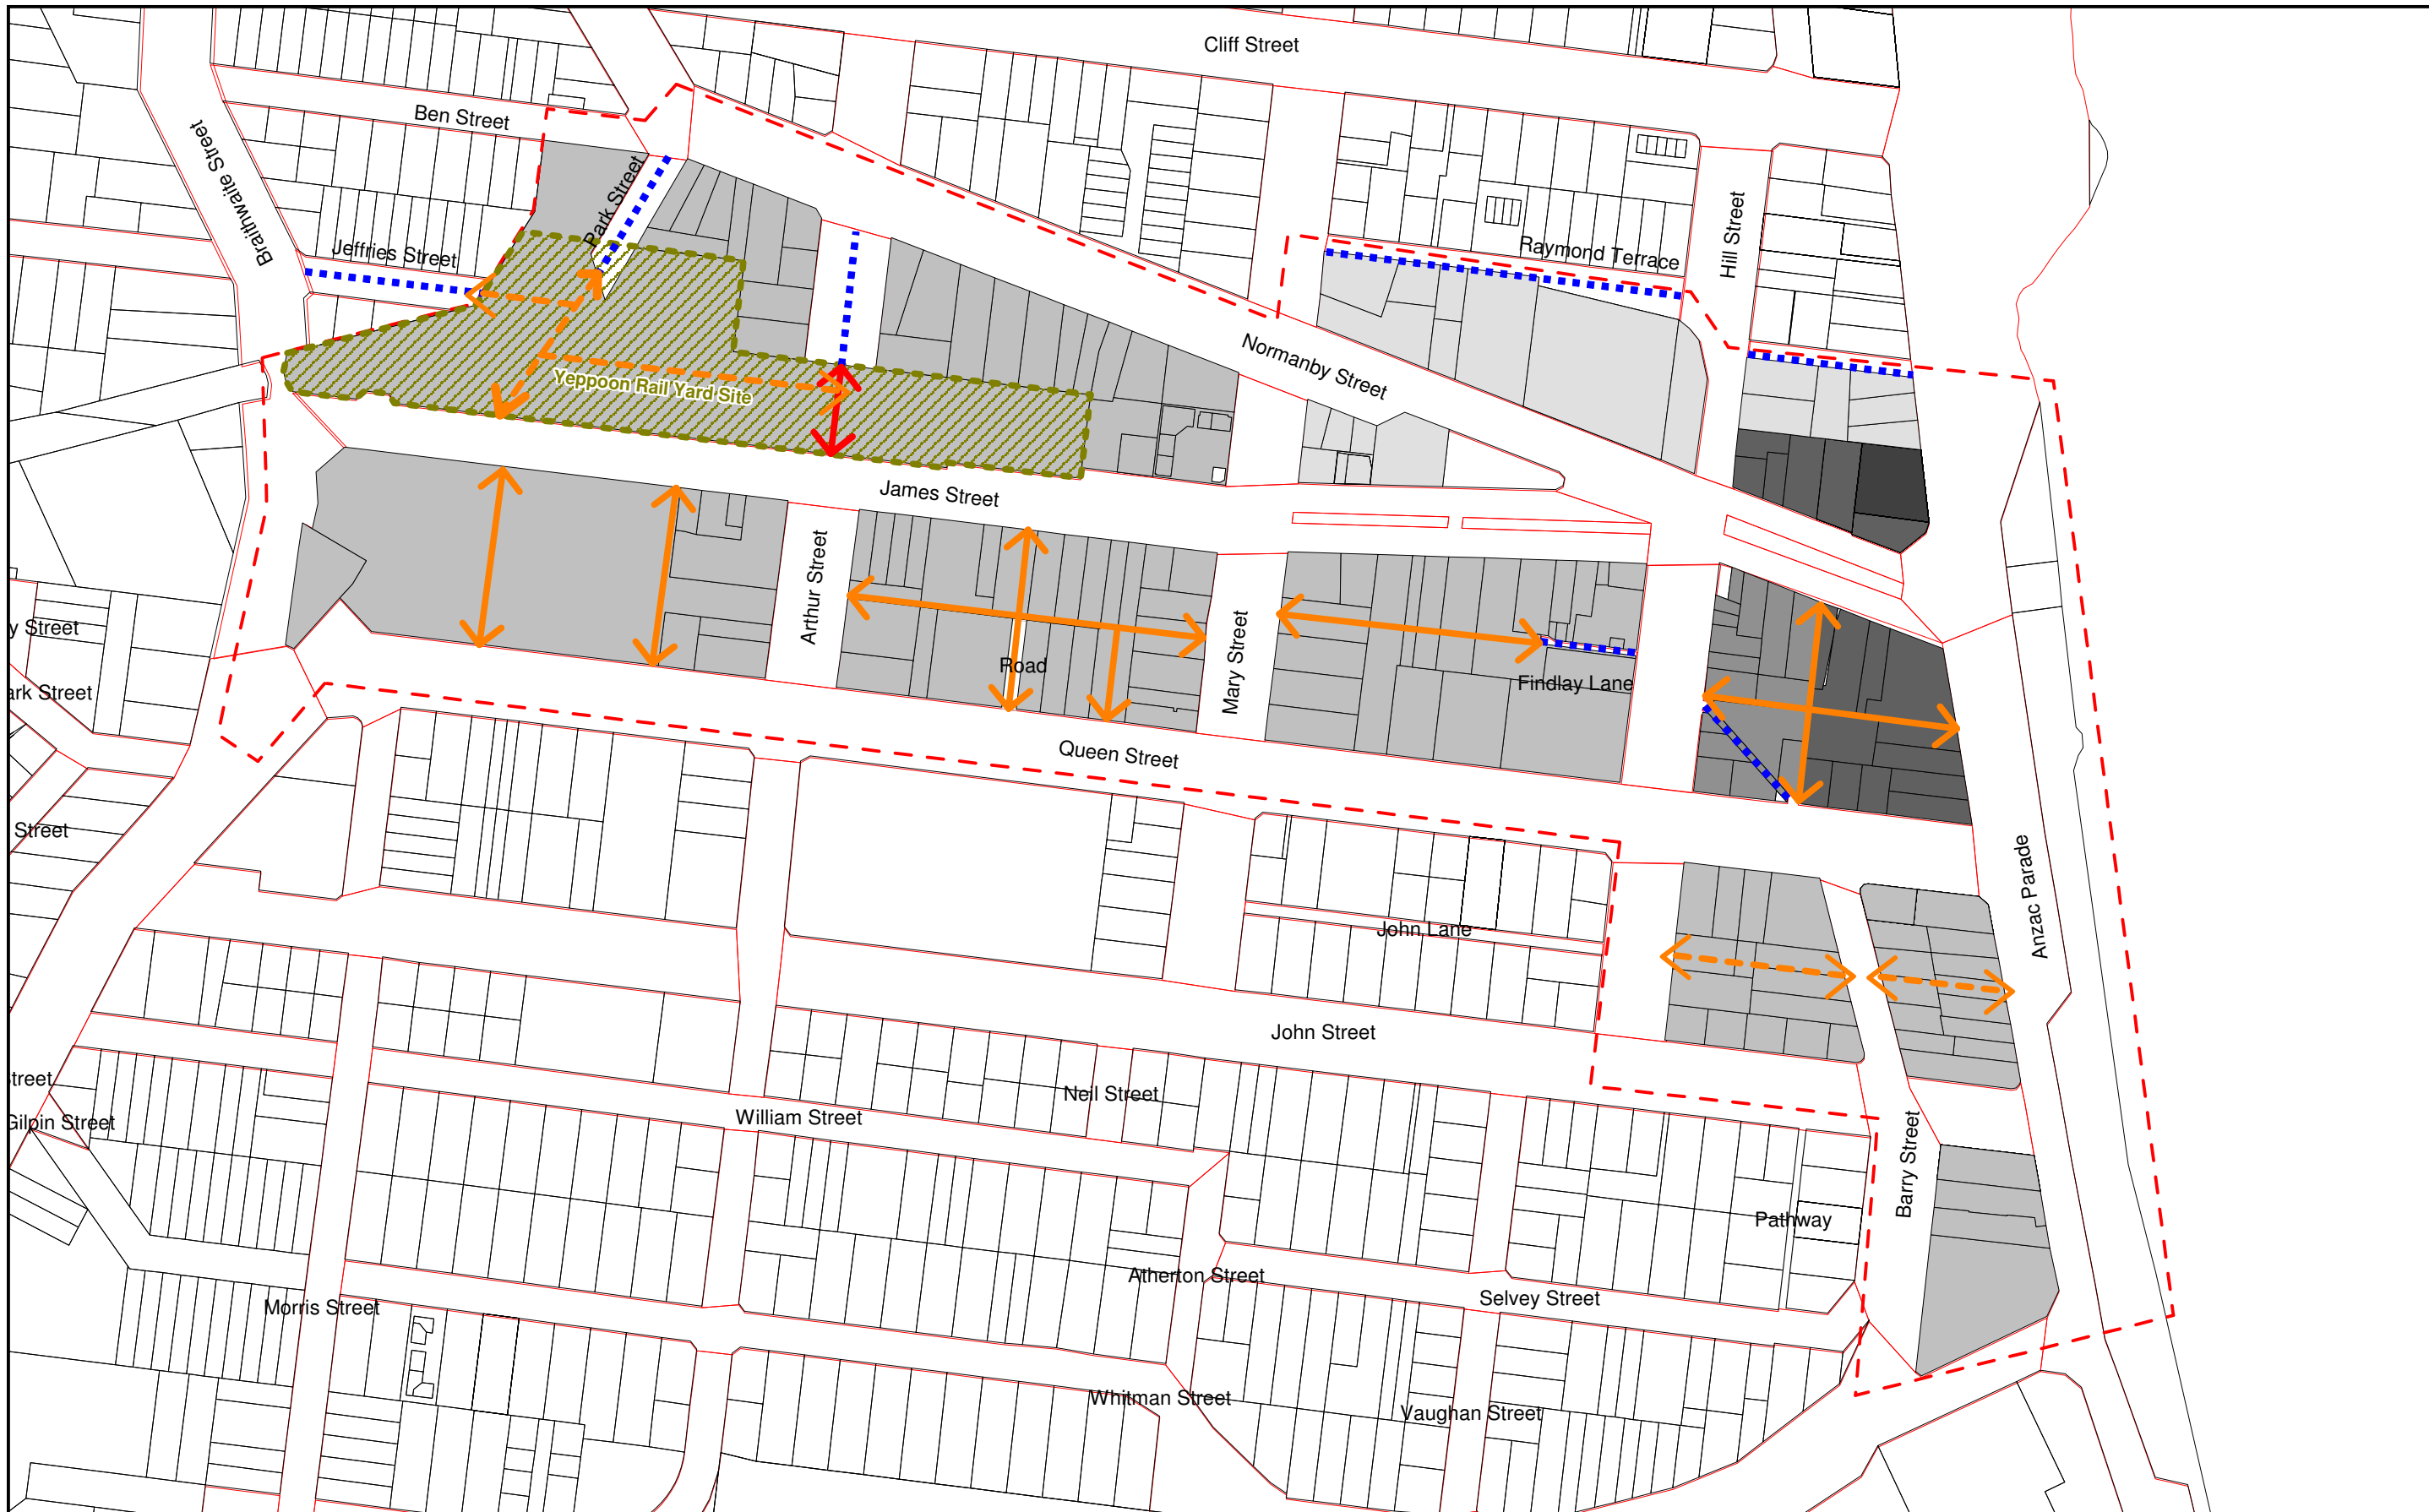 Cliff Street
Ben Street
Braithwaite Street
Park Street
Jeffries Street
Raymond Terrace
Hill Street
Normanby Street
Yeppoon Rail Yard Site
James Street
Arthur Street
Mary Street
Road
Findlay Lane
y Street
ark Street
Queen Street
Street
Anzac Parade
John Lane
John Street
treet
Neil Street
William Street
Gilpin Street
Barry Street
Pathway
Atherton Street
Selvey Street
Morris Street
Whitman Street
Vaughan Street